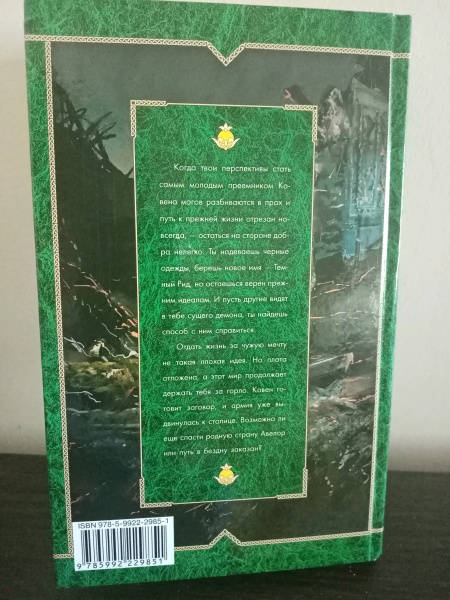 Когда твои перспективы стать
самым молодым преемником Ко-
вена магов разбиваются в прах и
путь к прежней жизни отрезан на-
всегда, — остаться на стороне доб-
ра нелегко. Ты надеваешь черные
одежды, берешь новое имя — Тем-
ный Рид, но остаешься верен преж-
ним идеалам. И пусть другие видят
в тебе сущего демона, ты найдешь
способ с ним справиться.
Отдать жизнь за чужую мечту
не такая плохая идея. Но плата
отложена, а этот мир продолжает
держать тебя за горло. Ковен го-
товит заговор, и армия уже вы-
двинулась к столице. Возможно ли
еще спасти родную страну Авелор
или путь в бездну заказан?
ISBN 978-5-9922-2985-1
9 785992 229851